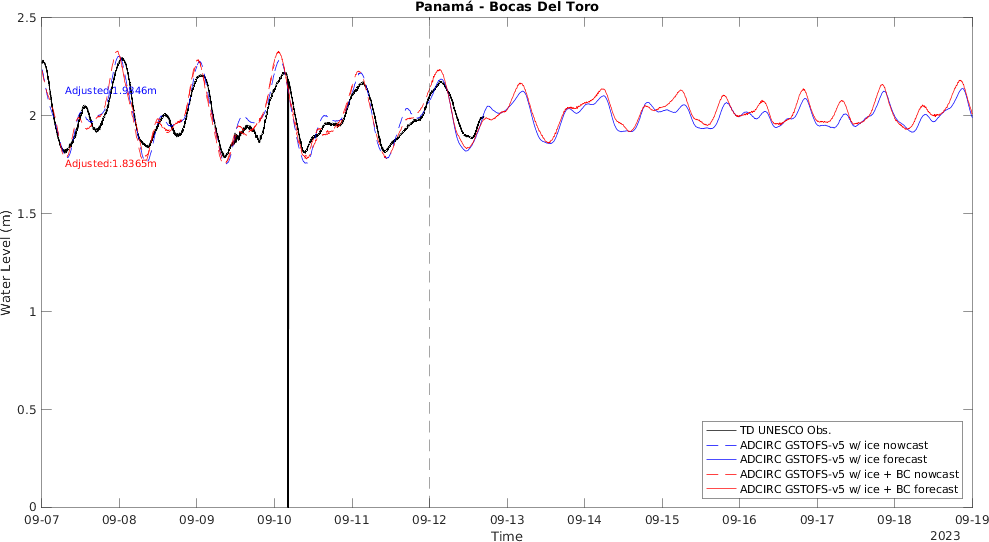 Panamá - Bocas Del Toro
2.5
2
1.5
1
0.5
0
Water Level (m)
Adjusted:1.9346m
Adjusted:1.8365m
TD UNESCO Obs.
ADCIRC GSTOFS-v5 w/ ice nowcast
ADCIRC GSTOFS-v5 w/ ice forecast
ADCIRC GSTOFS-v5 w/ ice + BC nowcast
ADCIRC GSTOFS-v5 w/ ice + BC forecast
09-07 09-08 09-09 09-10 09-11 09-12 09-13 09-14 09-15 09-16 09-17 09-18 09-19
Time
2023